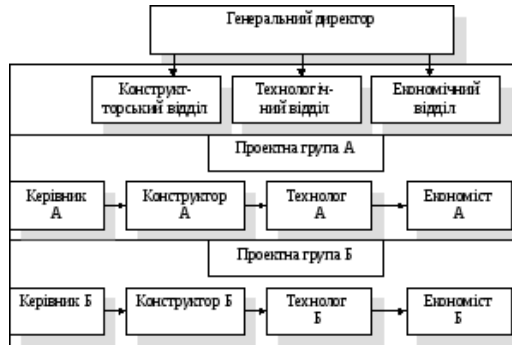 Генеральний директор
Конструкт-
торський відділ
Технологіч-
ний відділ
Економічний
відділ
Проектна група А
Керівник
А
Конструктор
А
Технолог
А
Економіст
А
Проектна група Б
Керівник Б
Конструктор Б
Технолог
Б
Економіст
Б